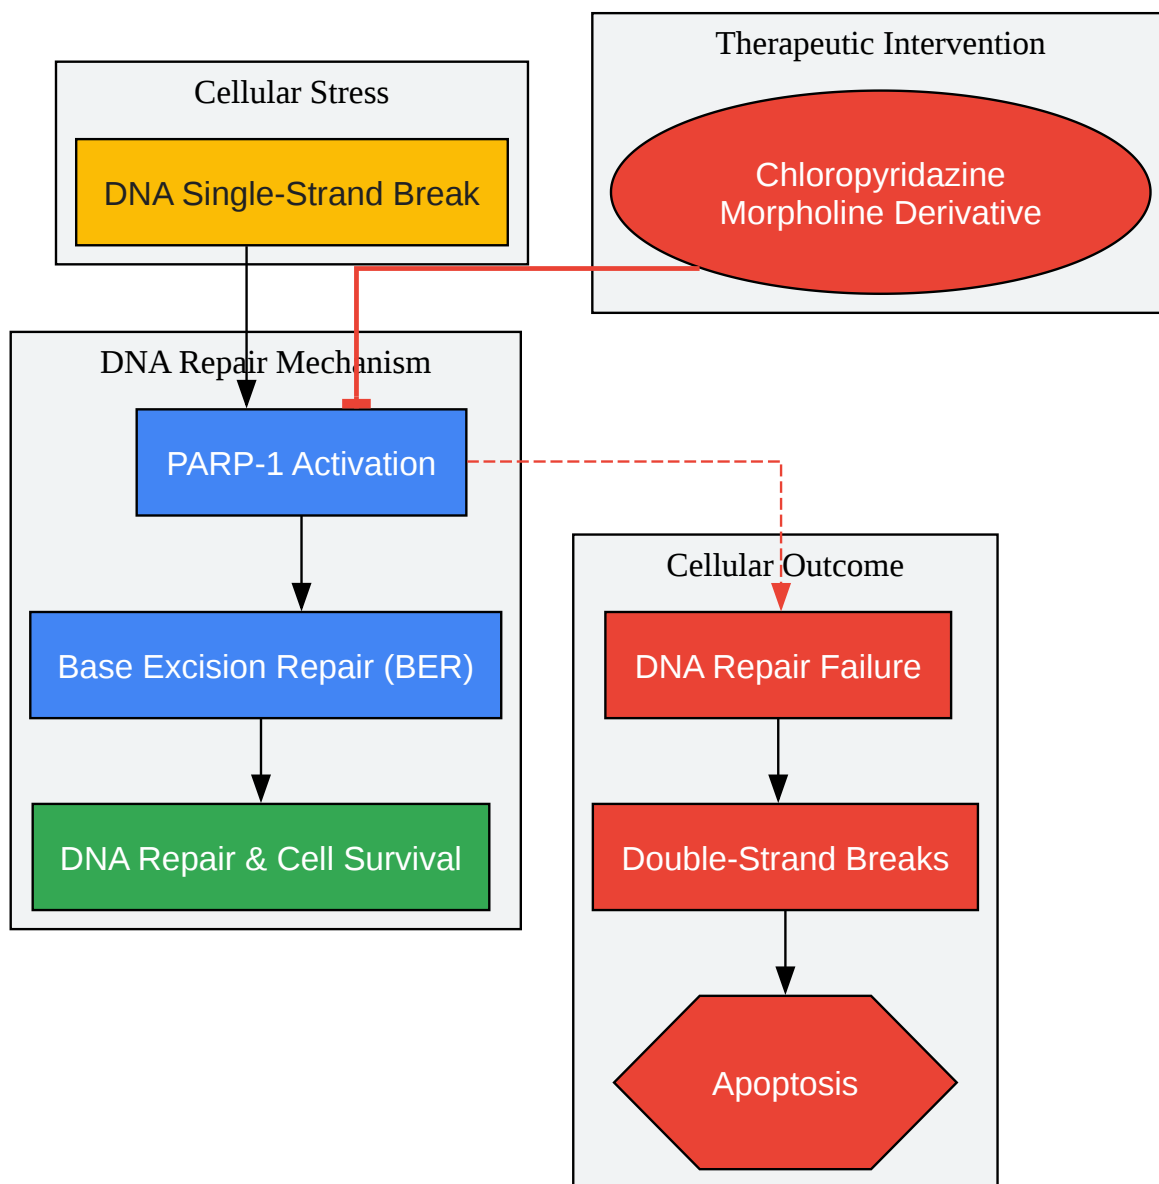 Therapeutic Intervention
Cellular Stress
Chloropyridazine
Morpholine Derivative
DNA Single-Strand Break
DNA Repair Mechanism
PARP-1 Activation
Cellular Outcome
Base Excision Repair (BER)
DNA Repair Failure
DNA Repair & Cell Survival
Double-Strand Breaks
Apoptosis